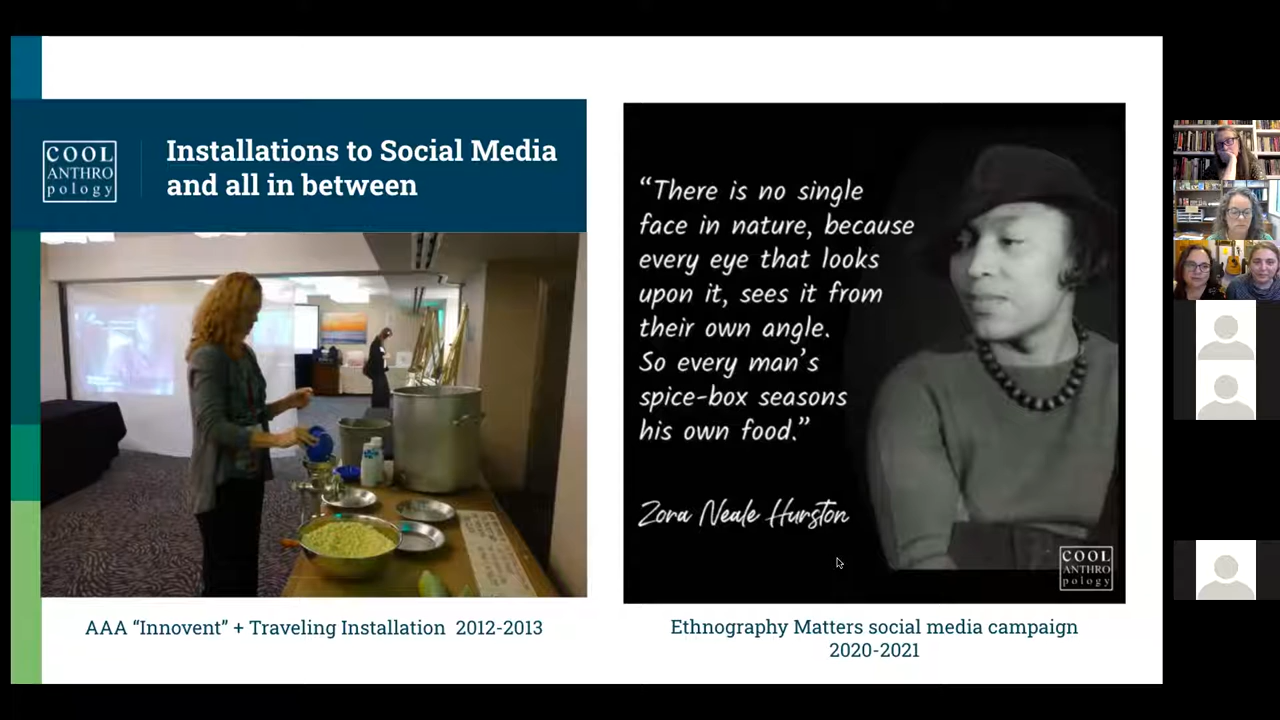 COOL
ANTHRO
pology
Installations to Social Media
and all in between
AAA “Innovent” + Traveling Installation 2012-2013
“There is no single
face in nature, because
every eye that looks
upon it, sees it from
their own angle.
So every man’s
spice-box seasons
his own food.”
Zora Neale Hurston
COOL
ANTHRO
pology
Ethnography Matters social media campaign
2020-2021